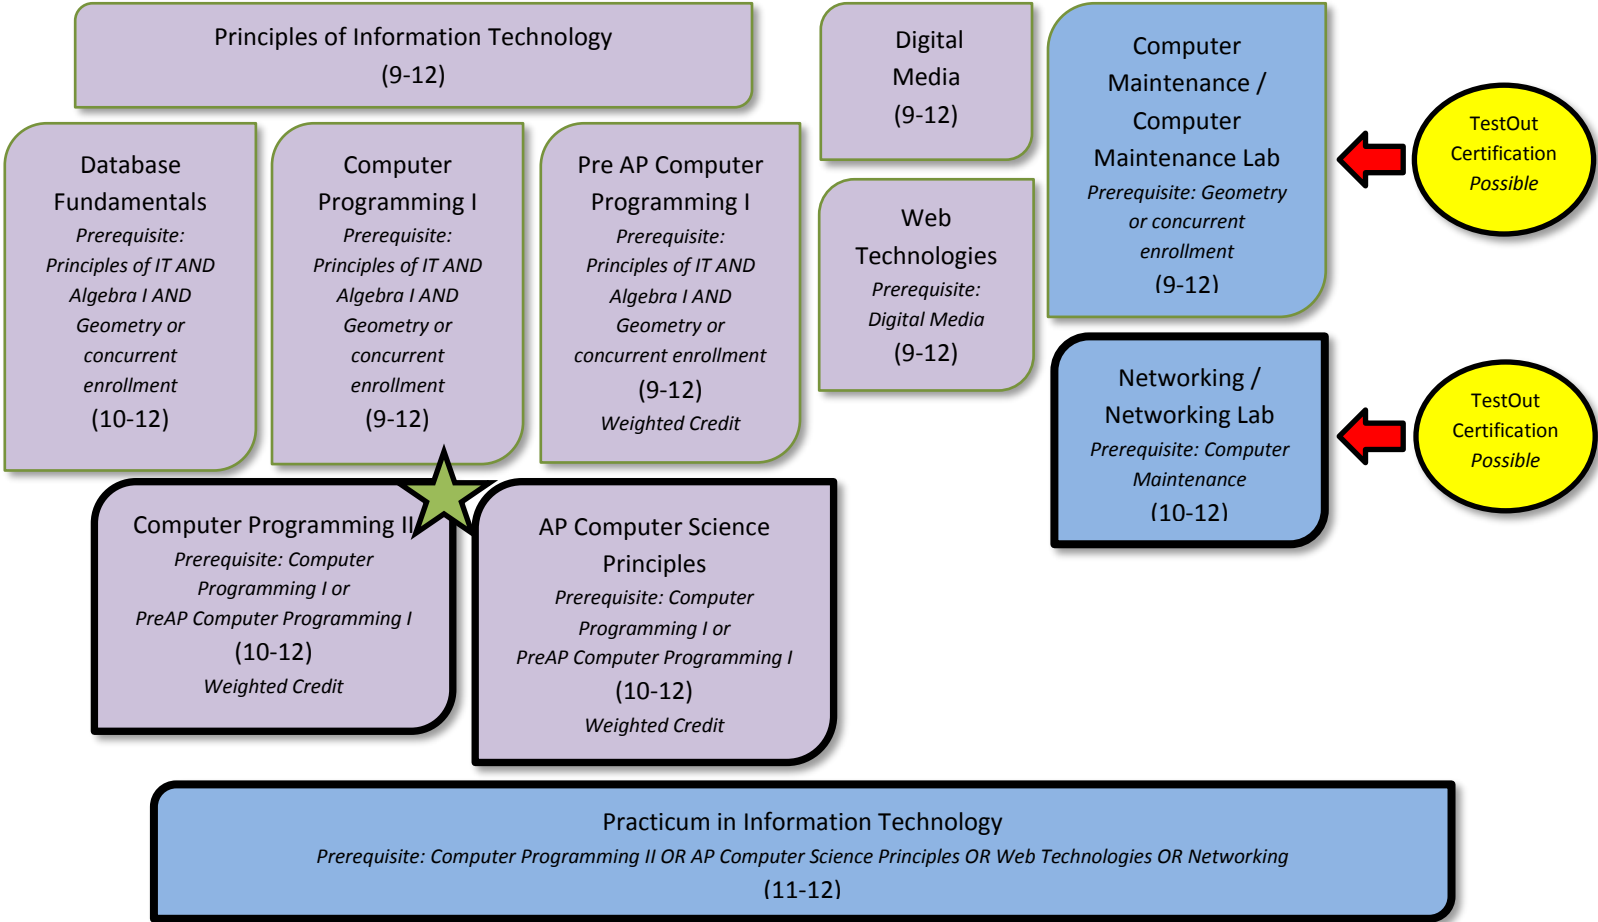 Principles of Information Technology
(9-12)
Digital
Media
(9-12)
Computer
Maintenance /
Computer
Maintenance Lab
Prerequisite: Geometry
or concurrent
enrollment
(9-12)
TestOut
Certification
Possible
Database
Fundamentals
Prerequisite:
Principles of IT AND
Algebra I AND
Geometry or
concurrent
enrollment
(10-12)
Computer
Programming I
Prerequisite:
Principles of IT AND
Algebra I AND
Geometry or
concurrent
enrollment
(9-12)
Pre AP Computer
Programming I
Prerequisite:
Principles of IT AND
Algebra I AND
Geometry or
concurrent enrollment
(9-12)
Weighted Credit
Web
Technologies
Prerequisite:
Digital Media
(9-12)
Networking /
Networking Lab
Prerequisite: Computer
Maintenance
(10-12)
TestOut
Certification
Possible
Computer Programming II
Prerequisite: Computer
Programming I or
PreAP Computer Programming I
(10-12)
Weighted Credit
AP Computer Science
Principles
Prerequisite: Computer
Programming I or
PreAP Computer Programming I
(10-12)
Weighted Credit
Practicum in Information Technology
Prerequisite: Computer Programming II OR AP Computer Science Principles OR Web Technologies OR Networking
(11-12)